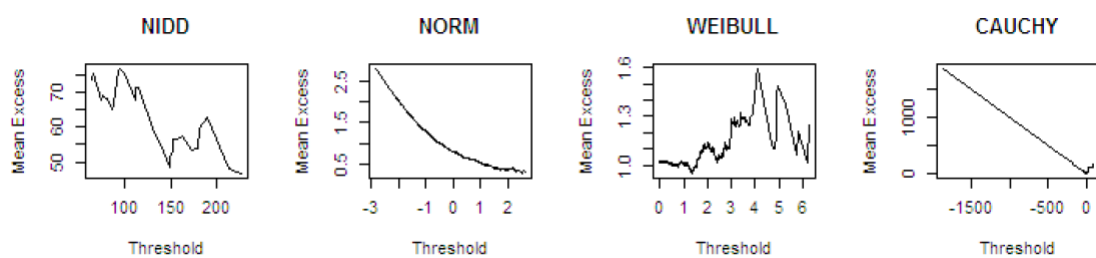 NIDD
Mean Excess
50
60
70
100
150
200
Threshold
NORM
Mean Excess
0.5
1.5
2.5
-3
-1
0
1
2
Threshold
WEIBULL
Mean Excess
1.0
1.3
1.6
0
1
2
3
4
5
6
Threshold
CAUCHY
Mean Excess
0
1000
-1500
-500
0
Threshold